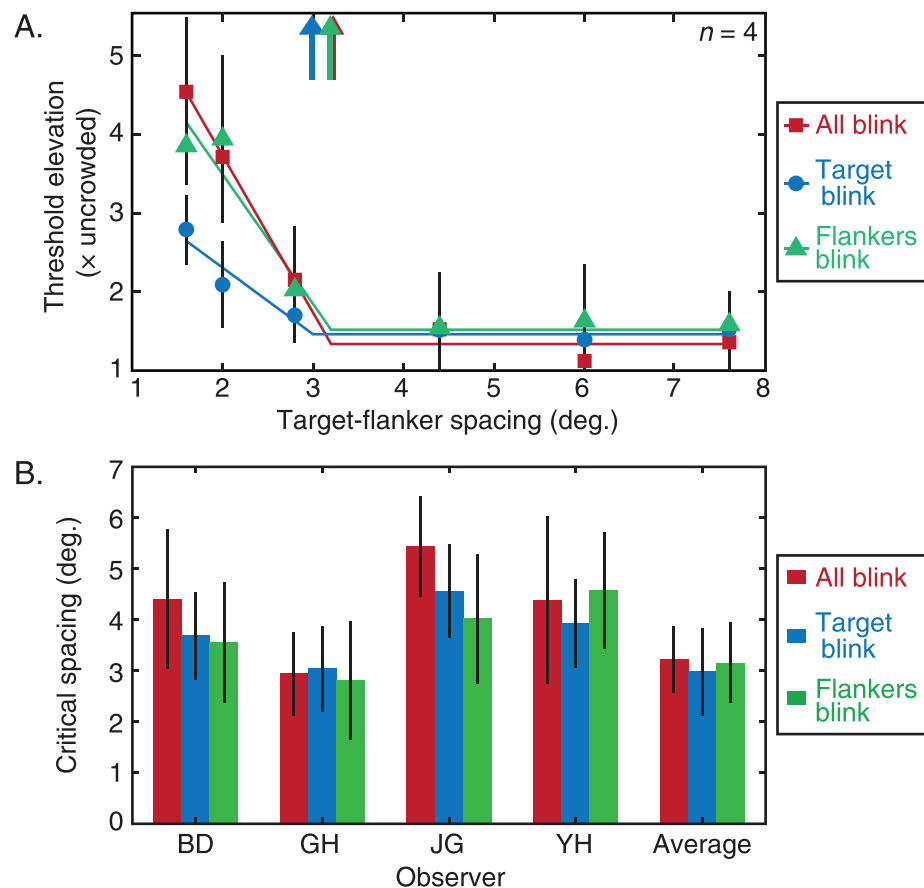 A.
n = 4
Threshold elevation
(× uncrowded)
5
4
3
2
1
1 2 3 4 5 6 7 8
Target-flanker spacing (deg.)
All blink
Target
blink
Flankers
blink
B.
Critical spacing (deg.)
7
6
5
4
3
2
1
0
BD GH JG YH Average
Observer
All blink
Target
blink
Flankers
blink